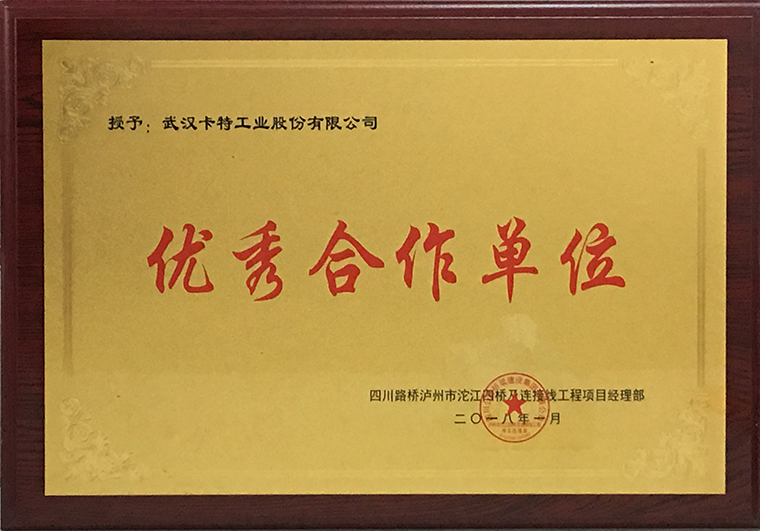 授予：武汉卡特工业股份有限公司
优秀合作单位
四川路桥泸州市沱江四桥及连接线工程项目经理部
二〇一八年一月